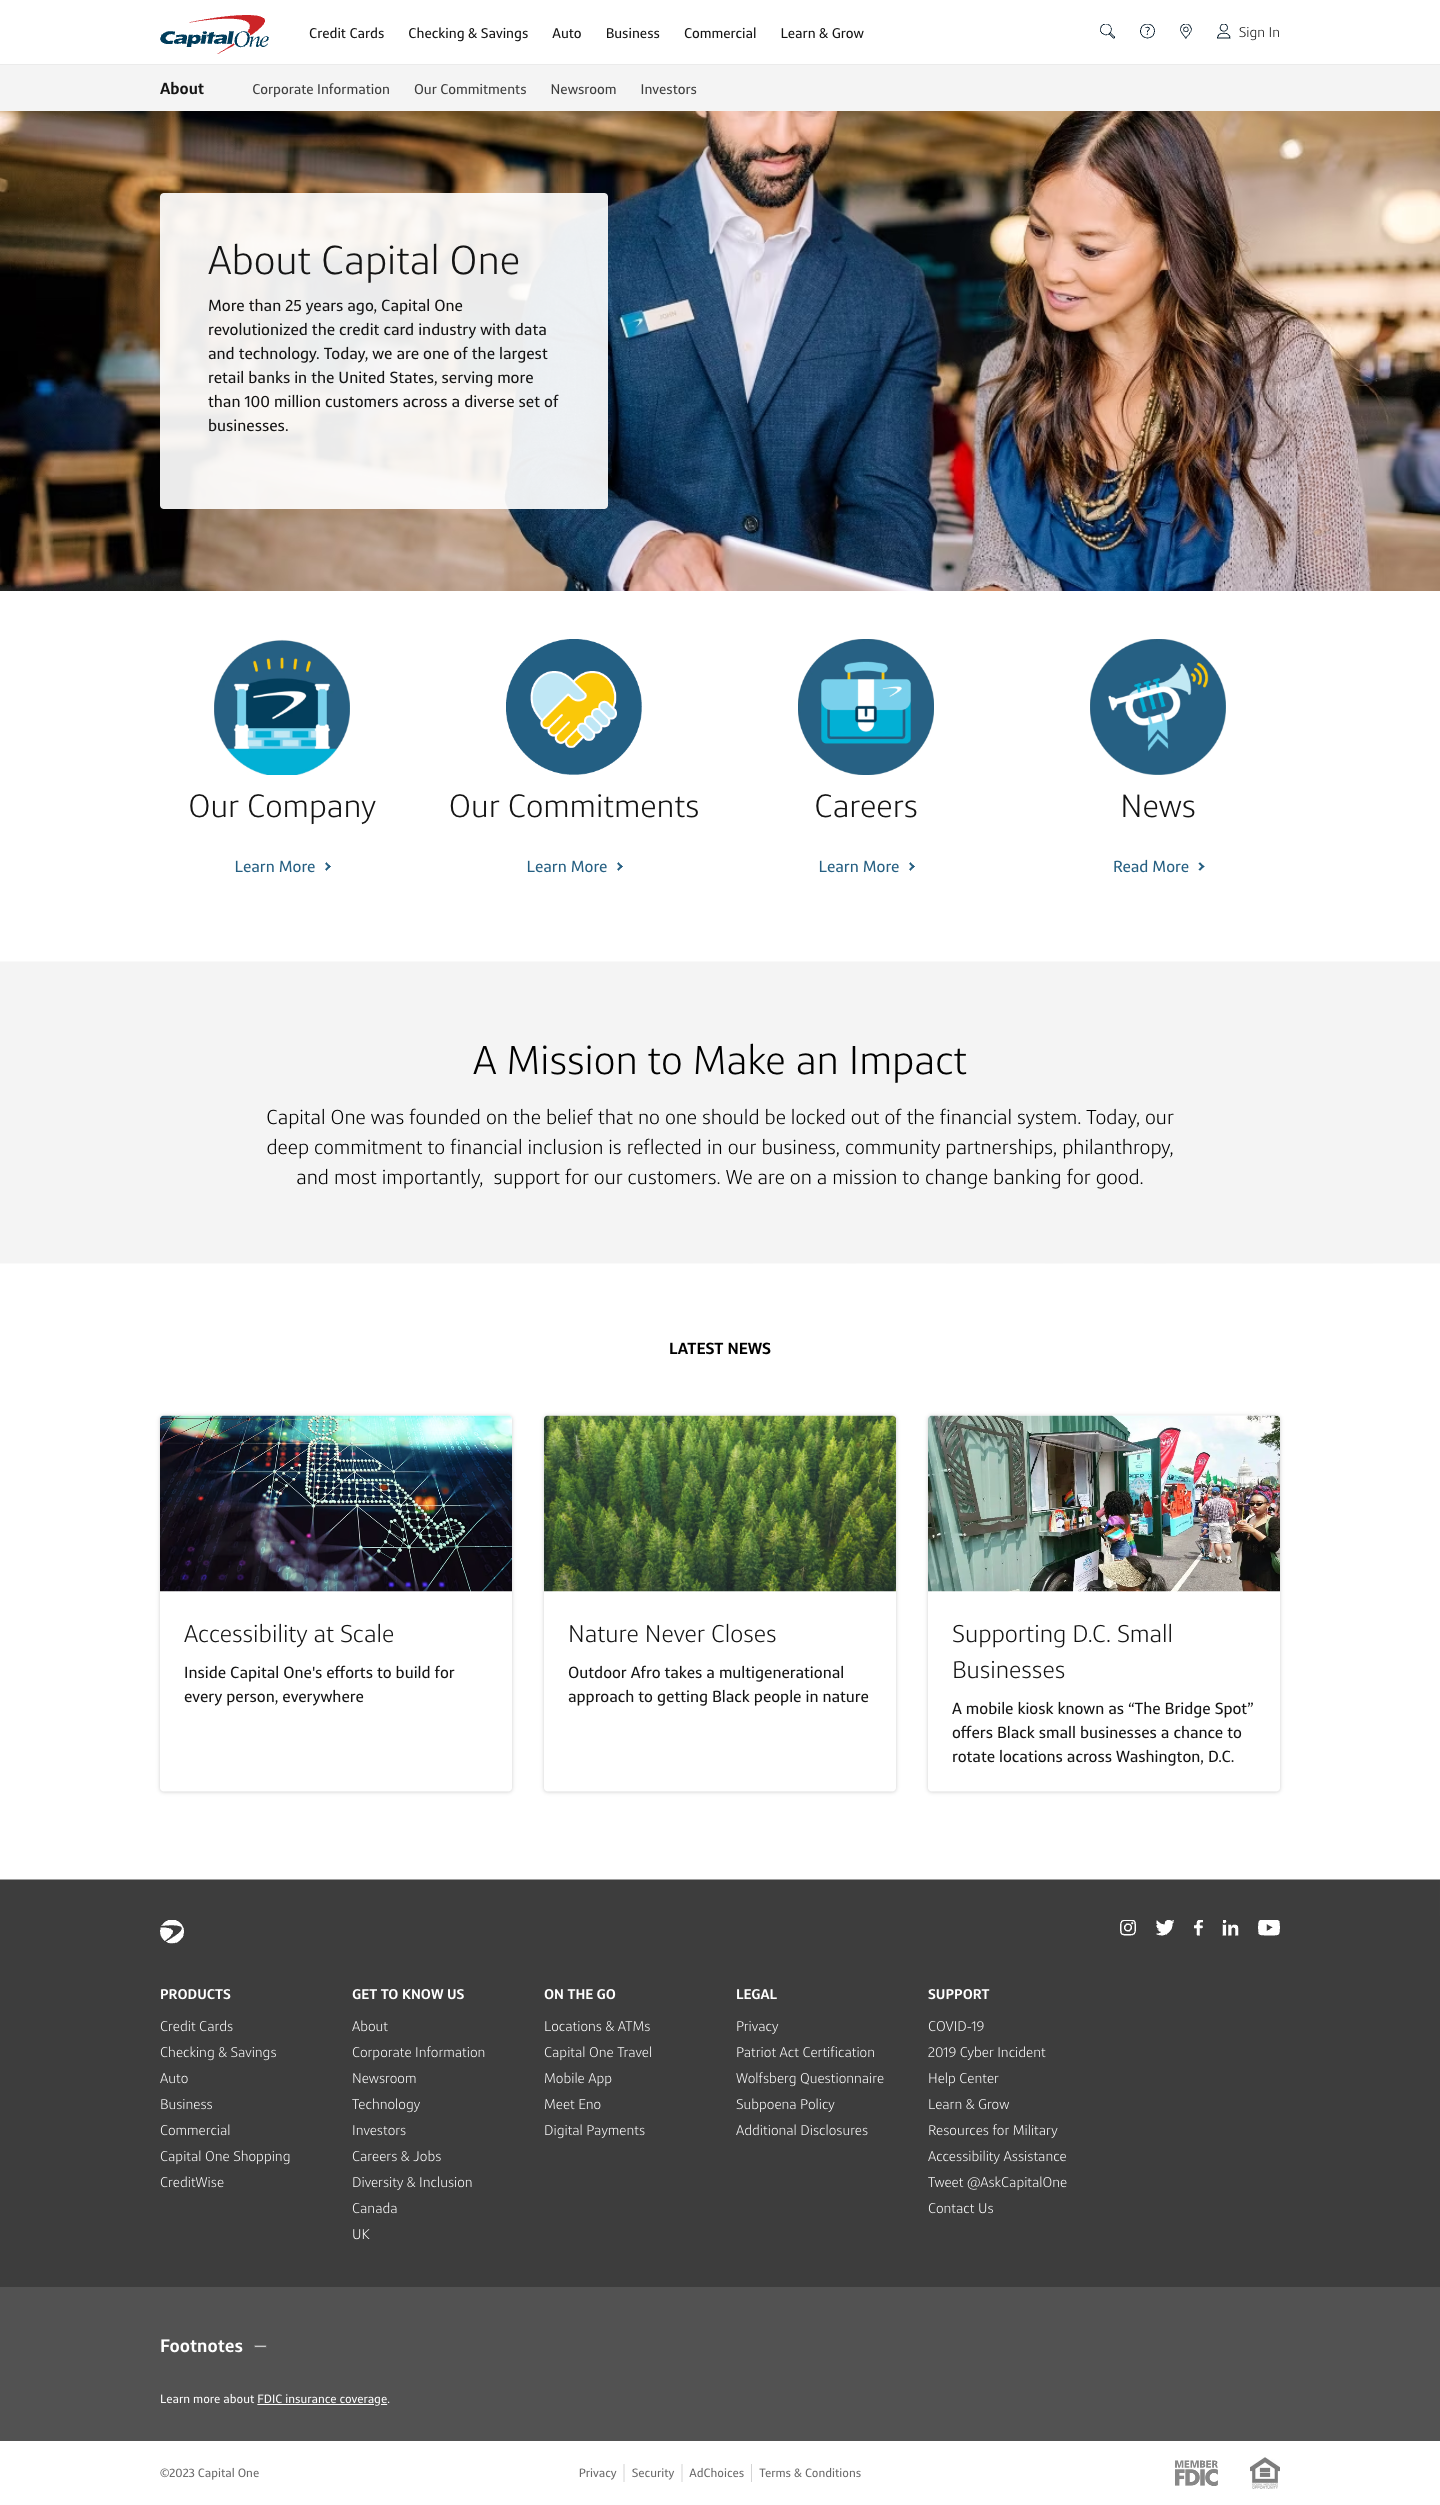 Capital One
Credit Cards
Checking & Savings
Auto
Business
Commercial
Learn & Grow
Sign In
About
Corporate Information
Our Commitments
Newsroom
Investors
About Capital One
More than 25 years ago, Capital One
revolutionized the credit card industry with data
and technology. Today, we are one of the largest
retail banks in the United States, serving more
than 100 million customers across a diverse set of
businesses.
Our Company
Learn More
Our Commitments
Learn More
Careers
Learn More
News
Read More
A Mission to Make an Impact
Capital One was founded on the belief that no one should be locked out of the financial system. Today, our
deep commitment to financial inclusion is reflected in our business, community partnerships, philanthropy,
and most importantly,  support for our customers. We are on a mission to change banking for good.
LATEST NEWS
Accessibility at Scale
Inside Capital One's efforts to build for
every person, everywhere
Nature Never Closes
Outdoor Afro takes a multigenerational
approach to getting Black people in nature
Supporting D.C. Small
Businesses
A mobile kiosk known as “The Bridge Spot”
offers Black small businesses a chance to
rotate locations across Washington, D.C.
PRODUCTS
Credit Cards
Checking & Savings
Auto
Business
Commercial
Capital One Shopping
CreditWise
GET TO KNOW US
About
Corporate Information
Newsroom
Technology
Investors
Careers & Jobs
Diversity & Inclusion
Canada
UK
ON THE GO
Locations & ATMs
Capital One Travel
Mobile App
Meet Eno
Digital Payments
LEGAL
Privacy
Patriot Act Certification
Wolfsberg Questionnaire
Subpoena Policy
Additional Disclosures
SUPPORT
COVID-19
2019 Cyber Incident
Help Center
Learn & Grow
Resources for Military
Accessibility Assistance
Tweet @AskCapitalOne
Contact Us
Footnotes
Learn more about FDIC insurance coverage.
©2023 Capital One
Privacy
Security
AdChoices
Terms & Conditions
MEMBER
FDIC